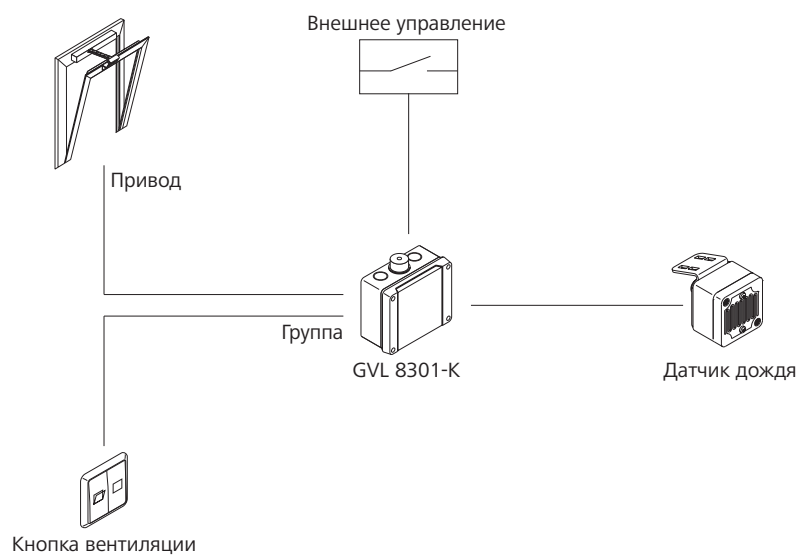 Внешнее управление
Привод
Группа
GVL 8301-K
Датчик дождя
Кнопка вентиляции